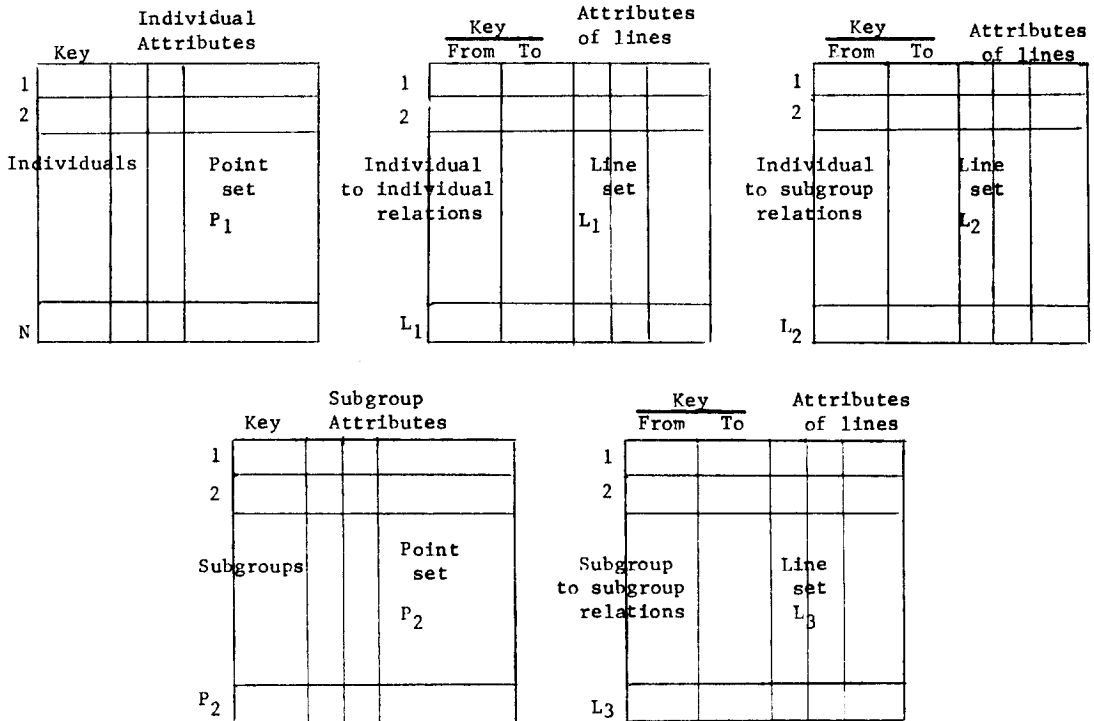 Individual
Attributes
Key
1
2
Individuals
Point
set
P1
N
Key
From To
Attributes
of lines
1
2
Individual
to individual
relations
Line
set
L1
L1
Key
From To
Attributes
of lines
1
2
Individual
to subgroup
relations
Line
set
L2
L2
Subgroup
Key Attributes
1
2
Subgroups
Point
set
P2
P2
Key
From To
Attributes
of lines
1
2
Subgroup
to subgroup
relations
Line
set
L3
L3